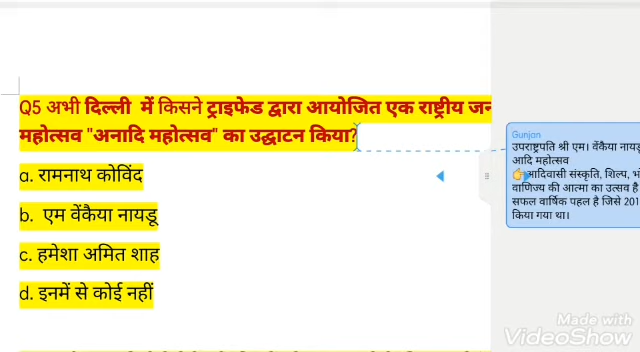 Q5 अभी दिल्ली में किसने ट्राइफेड द्वारा आयोजित एक राष्ट्रीय जन
महोत्सव "अनादि महोत्सव" का उद्घाटन किया?
a. रामनाथ कोविंद
b. एम वेंकैया नायडू
c. हमेशा अमित शाह
d. इनमें से कोई नहीं
Gunjan
उपराष्ट्रपति श्री एम। वेंकैया नायडू
आदि महोत्सव
👉आदिवासी संस्कृति, शिल्प,
वाणिज्य की आत्मा का उत्सव है
सफल वार्षिक पहल है जिसे 201
किया गया था।
Made with
VideoShow